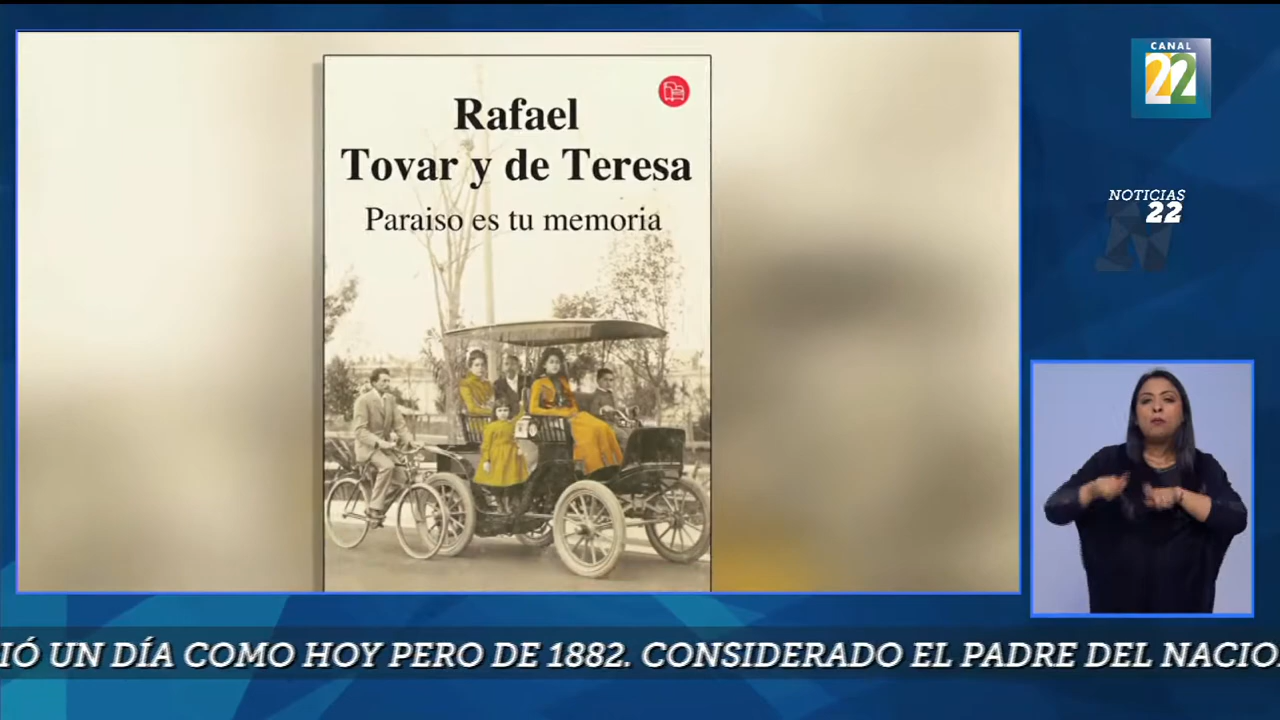 Rafael
Tovar y de Teresa
Paraiso es tu memoria
CANAL
22
NOTICIAS
22
IÓ UN DÍA COMO HOY PERO DE 1882. CONSIDERADO EL PADRE DEL NACIO